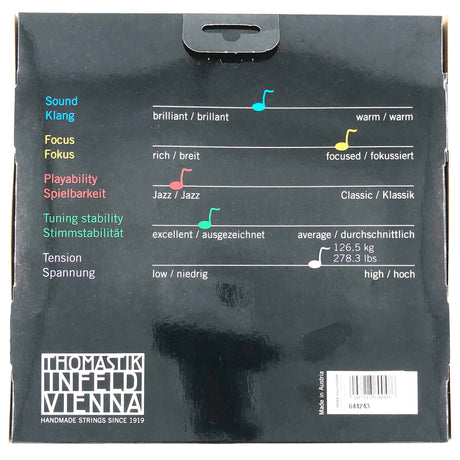 Sound
Klang
brilliant / brillant
warm / warm
Focus
Fokus
rich / breit
focused / fokussiert
Playability
Spielbarkeit
Jazz / Jazz
Classic / Klassik
Tuning stability
Stimmstabilität
excellent / ausgezeichnet
average / durchschnittlich
Tension
Spannung
126.5 kg
278.3 lbs
low / niedrig
high / hoch
THOMASTIK
INFELD
VIENNA
HANDMADE STRINGS SINCE 1919
Made in Austria
644243